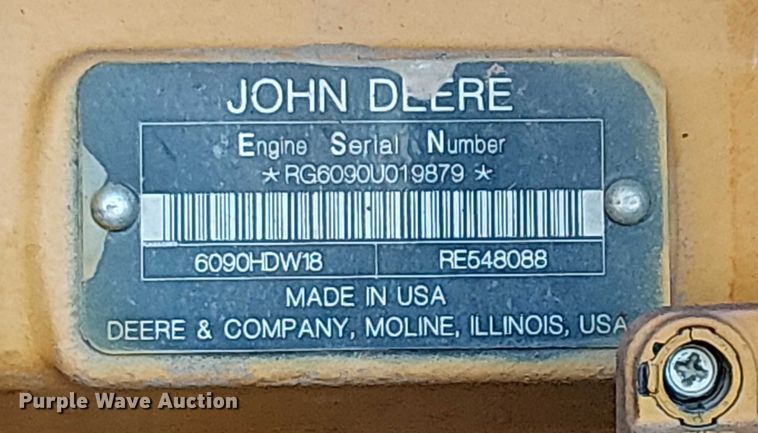 JOHN DEERE
Engine Serial Number
*RG6090U019879*
6090HDW18 RE548088
MADE IN USA
DEERE & COMPANY, MOLINE, ILLINOIS, USA
Purple Wave Auction